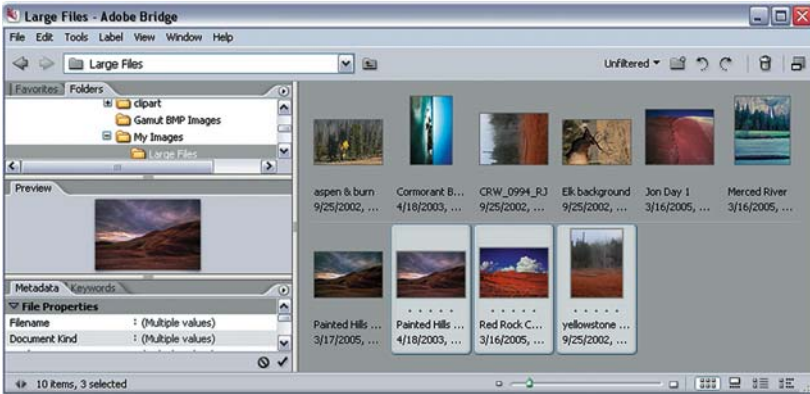 Large Files - Adobe Bridge
File Edit Tools Label View Window Help
Large Files
Unfiltered
Favorites Folders
clipart
Gamut BMP Images
My Images
Large Files
Preview
Metadata Keywords
File Properties
Filename : (Multiple values)
Document Kind : (Multiple values)
aspen & burn Cormorant B... CRW_0994_RJ Elk background Jon Day 1 Merced River
9/25/2002, ... 4/18/2003, ... 9/25/2002, ... 9/25/2002, ... 3/16/2005, ... 3/16/2005, ...
Painted Hills ... Painted Hills ... Red Rock C... yellowstone ...
3/17/2005, ... 4/18/2003, ... 3/16/2005, ... 9/25/2002, ...
10 items, 3 selected